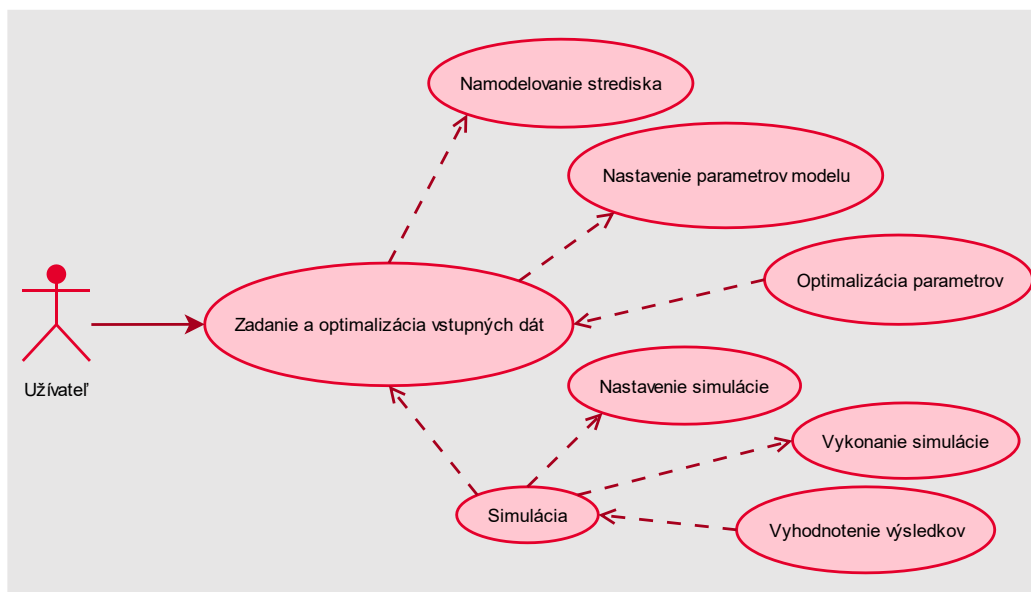 Namodelovanie strediska
Nastavenie parametrov modelu
Optimalizácia parametrov
Zadanie a optimalizácia vstupných dát
Užívateľ
Nastavenie simulácie
Vykonanie simulácie
Simulácia
Vyhodnotenie výsledkov